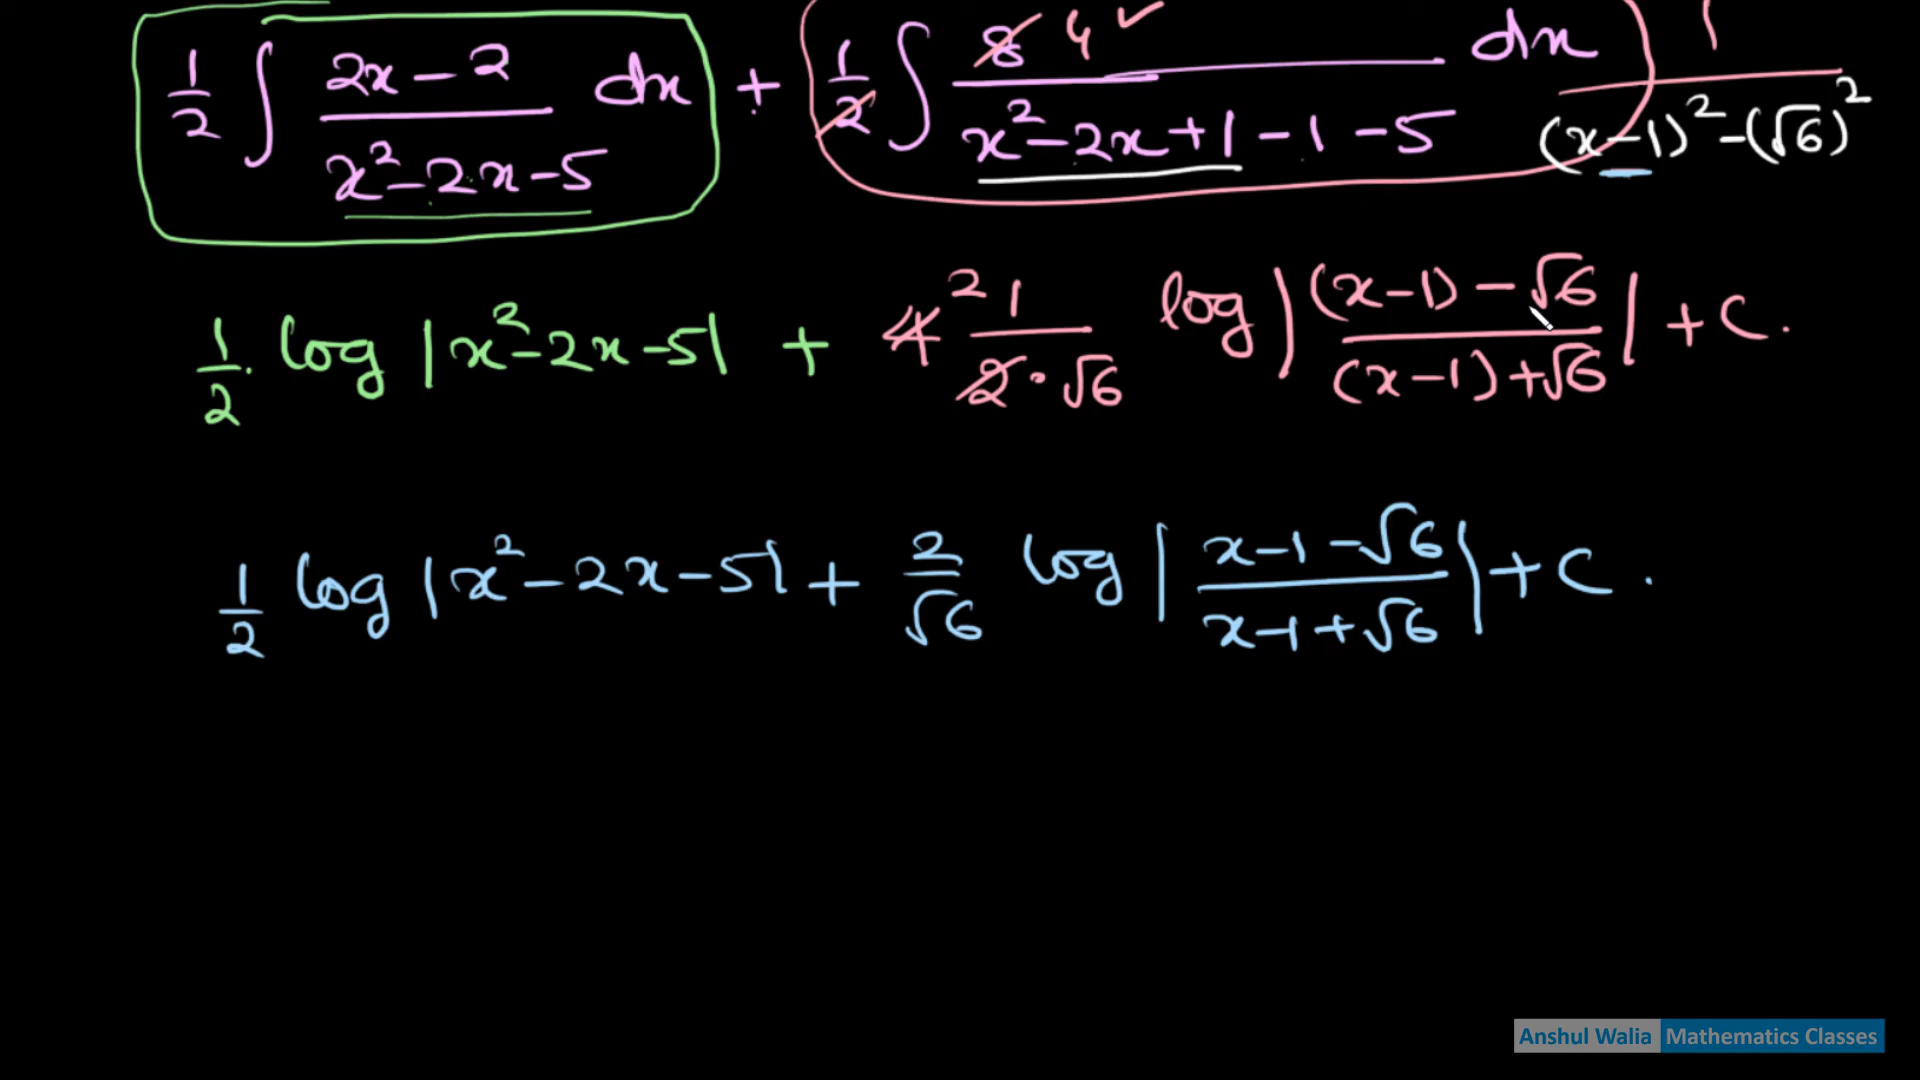 1/2 ∫ (2x - 2)/(x² - 2x - 5) dx + 1/2 ∫ 8 4 ✓/(x² - 2x + 1 - 1 - 5) dx 1/((x-1)² - (√6)²)
1/2 . log |x² - 2x - 5| + 4 2 1/(2 · √6) log |((x-1) - √6)/((x-1) + √6)| + C .
1/2 log |x² - 2x - 5| + 2/√6 log |(x-1-√6)/(x-1+√6)| + C .
Anshul Walia Mathematics Classes